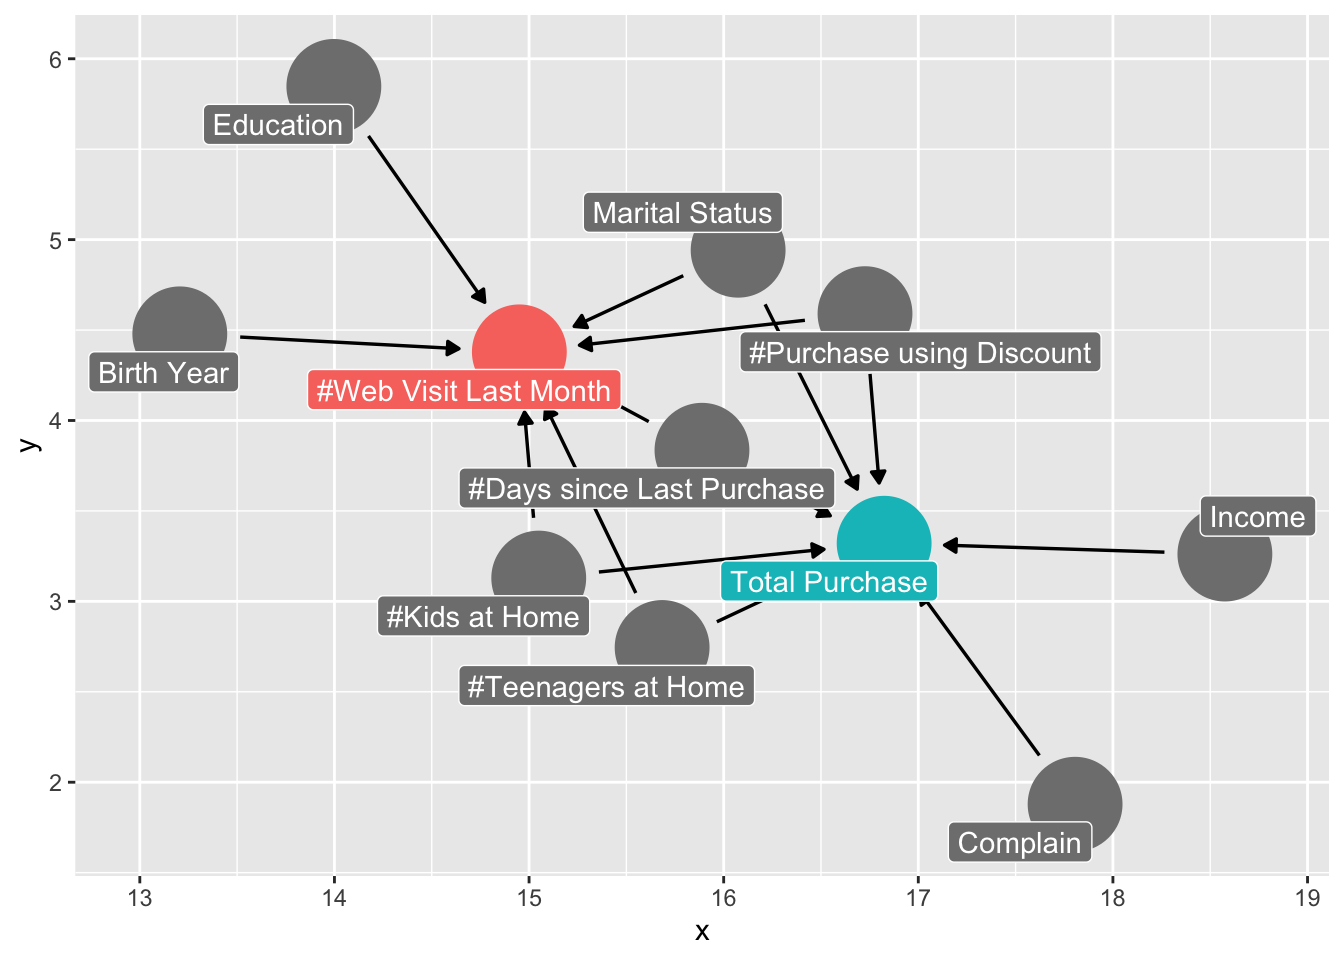 6
Education
Marital Status
5
#Purchase using Discount
Birth Year
#Web Visit Last Month
4
y
#Days since Last Purchase
Income
Total Purchase
3
#Kids at Home
#Teenagers at Home
2
Complain
13 14 15 16 17 18 19
x